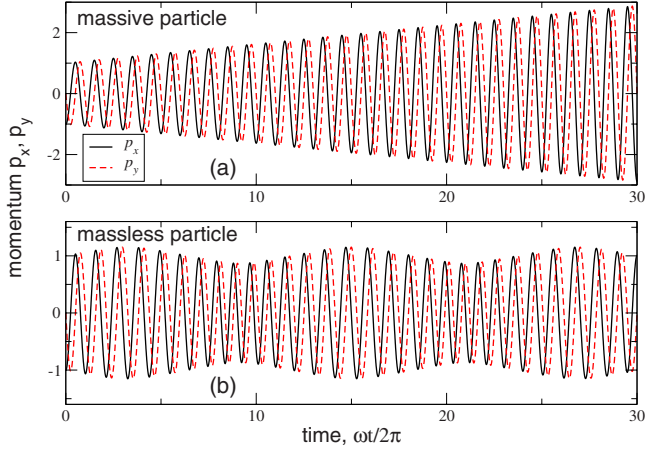 massive particle
2
0
-2
p_x
p_y
(a)
0 10 20 30
momentum p_x, p_y
massless particle
1
0
-1
(b)
0 10 20 30
time, ωt/2π